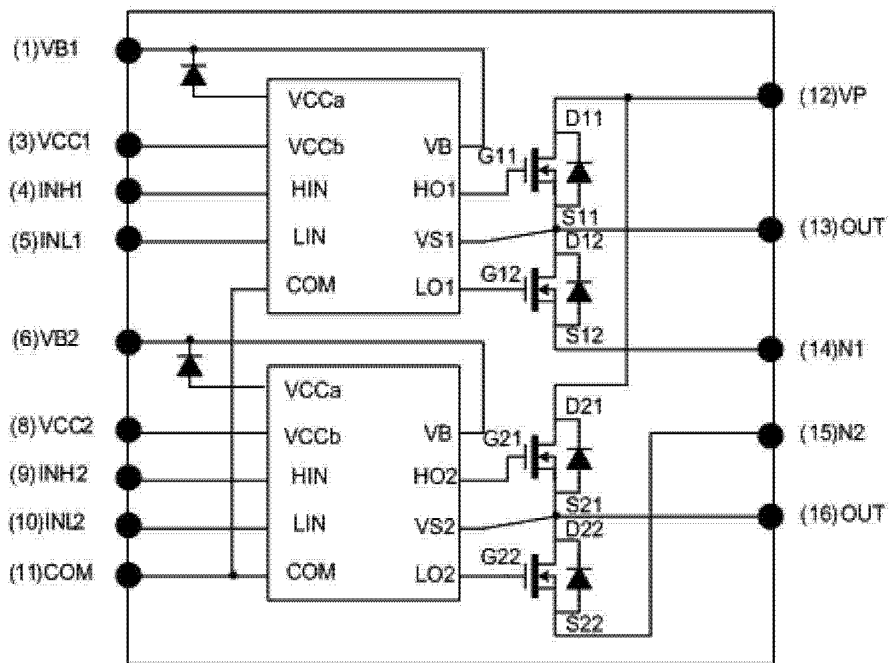 (1)VB1
(3)VCC1
(4)INH1
(5)INL1
(6)VB2
(8)VCC2
(9)INH2
(10)INL2
(11)COM
VCCa
VCCb
HIN
LIN
COM
VB
HO1
VS1
LO1
VCCa
VCCb
HIN
LIN
COM
VB
HO2
VS2
LO2
D11
G11
S11
D12
G12
S12
D21
G21
S21
D22
G22
S22
(12)VP
(13)OUT
(14)N1
(15)N2
(16)OUT